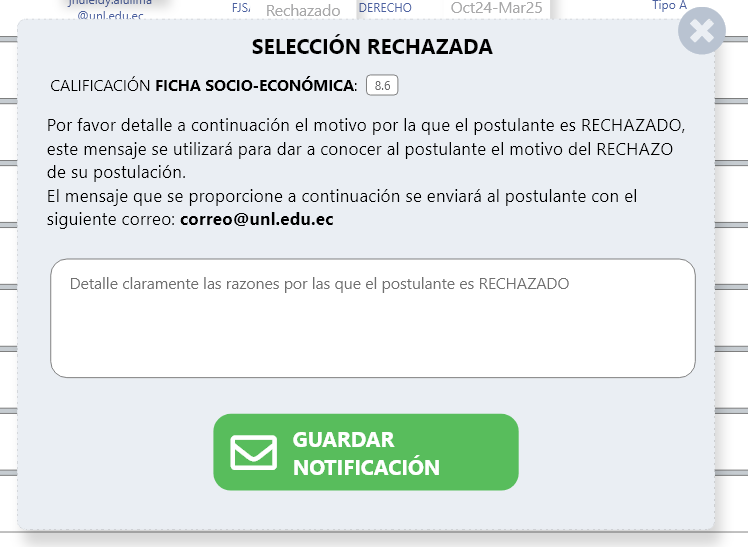 @unl.edu.ec
FJSA
Rechazado
DERECHO
Oct24-Mar25
Tipo A
SELECCIÓN RECHAZADA
CALIFICACIÓN FICHA SOCIO-ECONÓMICA: 8.6
Por favor detalle a continuación el motivo por la que el postulante es RECHAZADO,
este mensaje se utilizará para dar a conocer al postulante el motivo del RECHAZO
de su postulación.
El mensaje que se proporcione a continuación se enviará al postulante con el
siguiente correo: correo@unl.edu.ec
Detalle claramente las razones por las que el postulante es RECHAZADO
GUARDAR
NOTIFICACIÓN